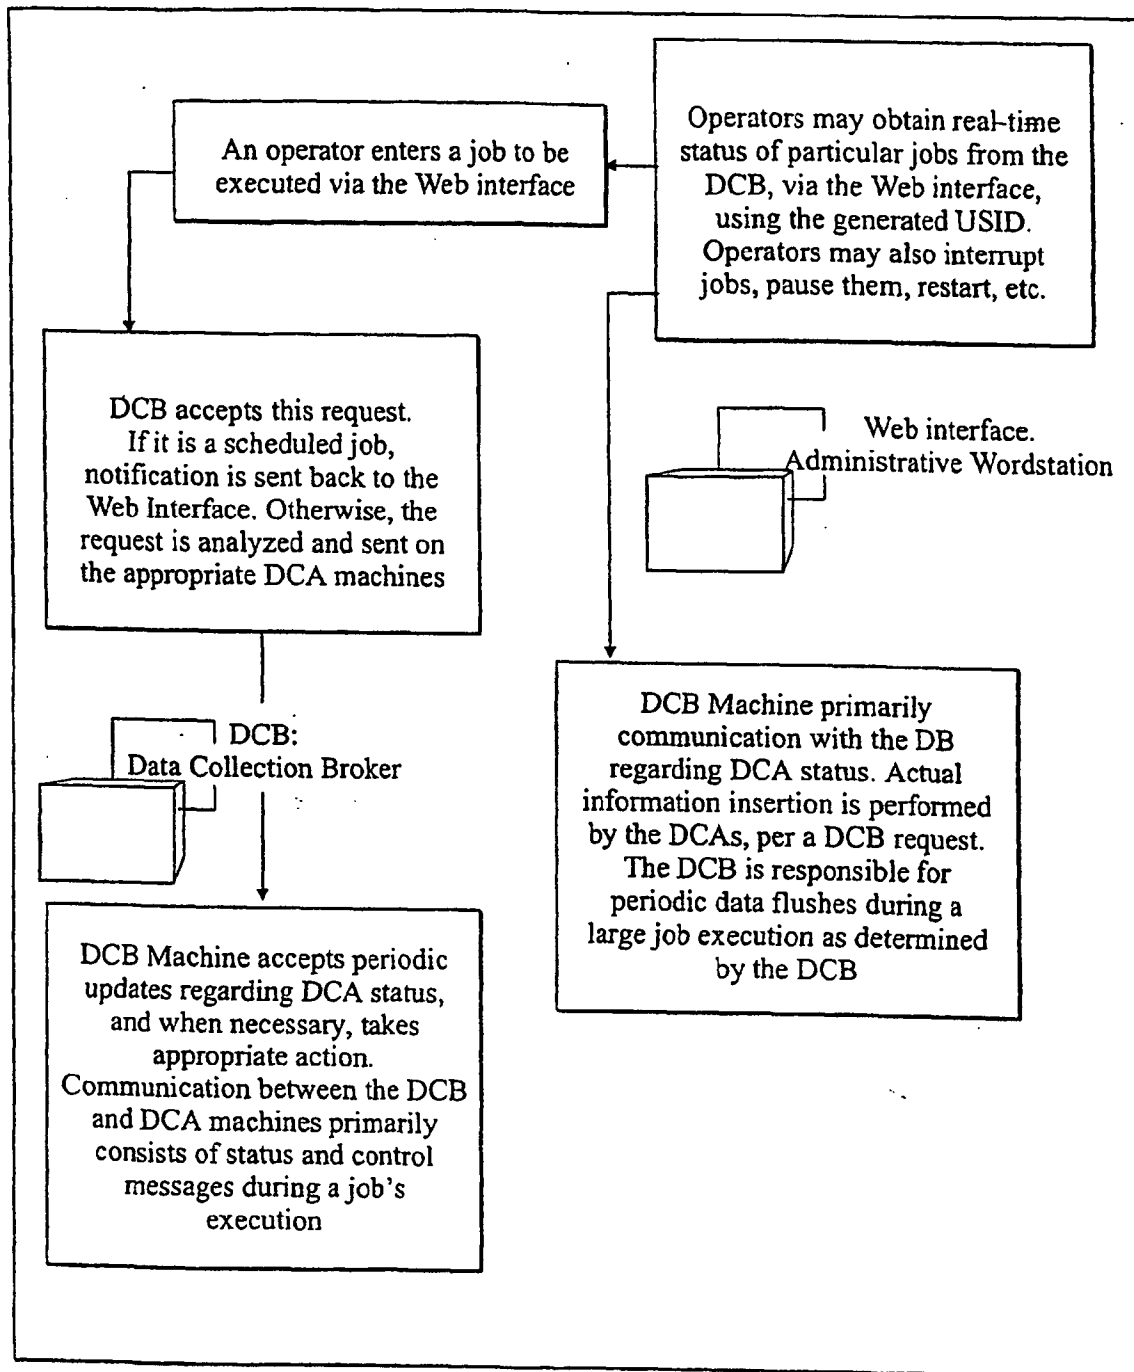 An operator enters a job to be
executed via the Web interface
Operators may obtain real-time
status of particular jobs from the
DCB, via the Web interface,
using the generated USID.
Operators may also interrupt
jobs, pause them, restart, etc.
DCB accepts this request.
If it is a scheduled job,
notification is sent back to the
Web Interface. Otherwise, the
request is analyzed and sent on
the appropriate DCA machines
Web interface.
Administrative Wordstation
DCB:
Data Collection Broker
DCB Machine primarily
communication with the DB
regarding DCA status. Actual
information insertion is performed
by the DCAs, per a DCB request.
The DCB is responsible for
periodic data flushes during a
large job execution as determined
by the DCB
DCB Machine accepts periodic
updates regarding DCA status,
and when necessary, takes
appropriate action.
Communication between the DCB
and DCA machines primarily
consists of status and control
messages during a job's
execution